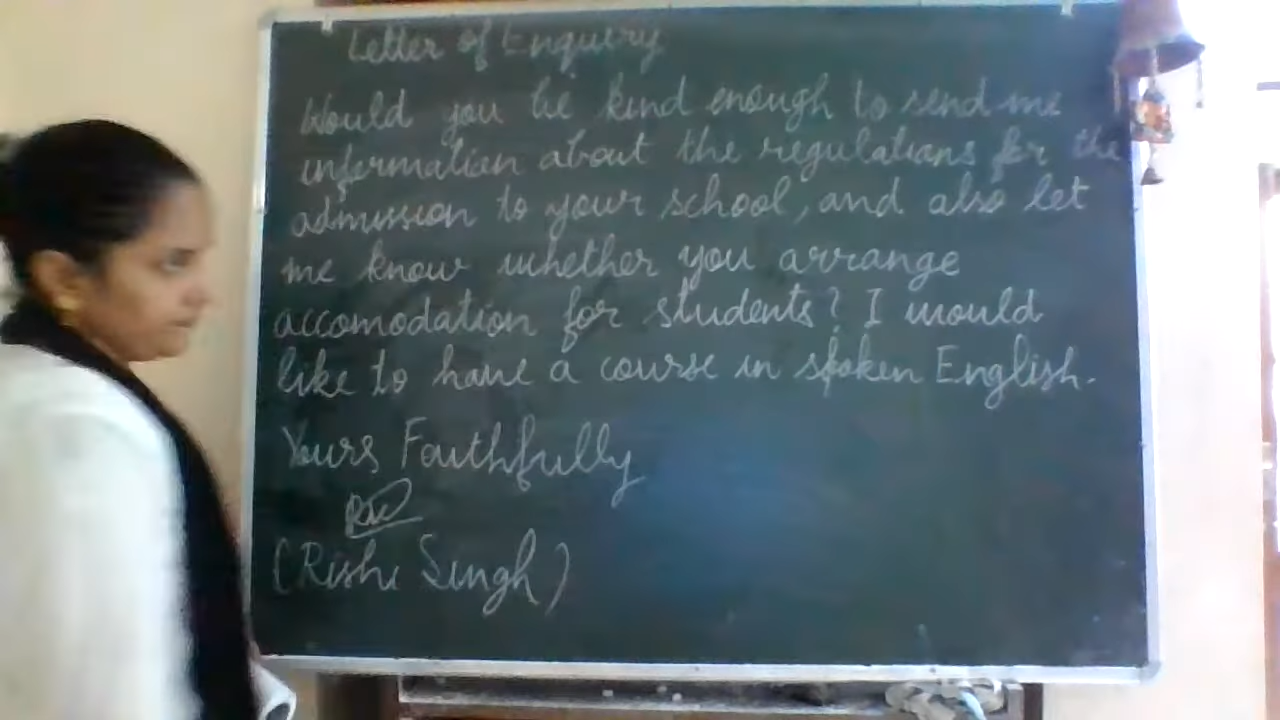 Letter of Enquiry
Would you be kind enough to send me
information about the regulations for the
admission to your school, and also let
me know whether you arrange
accomodation for students? I would
like to have a course in spoken English.
Yours Faithfully
(Rishi Singh)